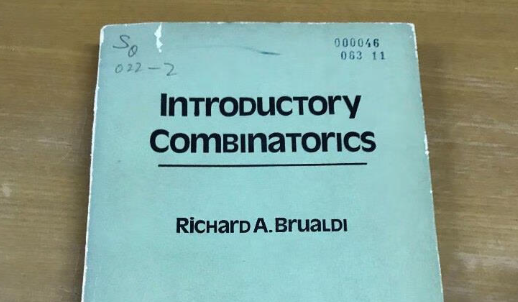 S0 000046
022-2 063 11
INTRODUCTORY
COMBINATORICS
RICHARD A. BRUALDI